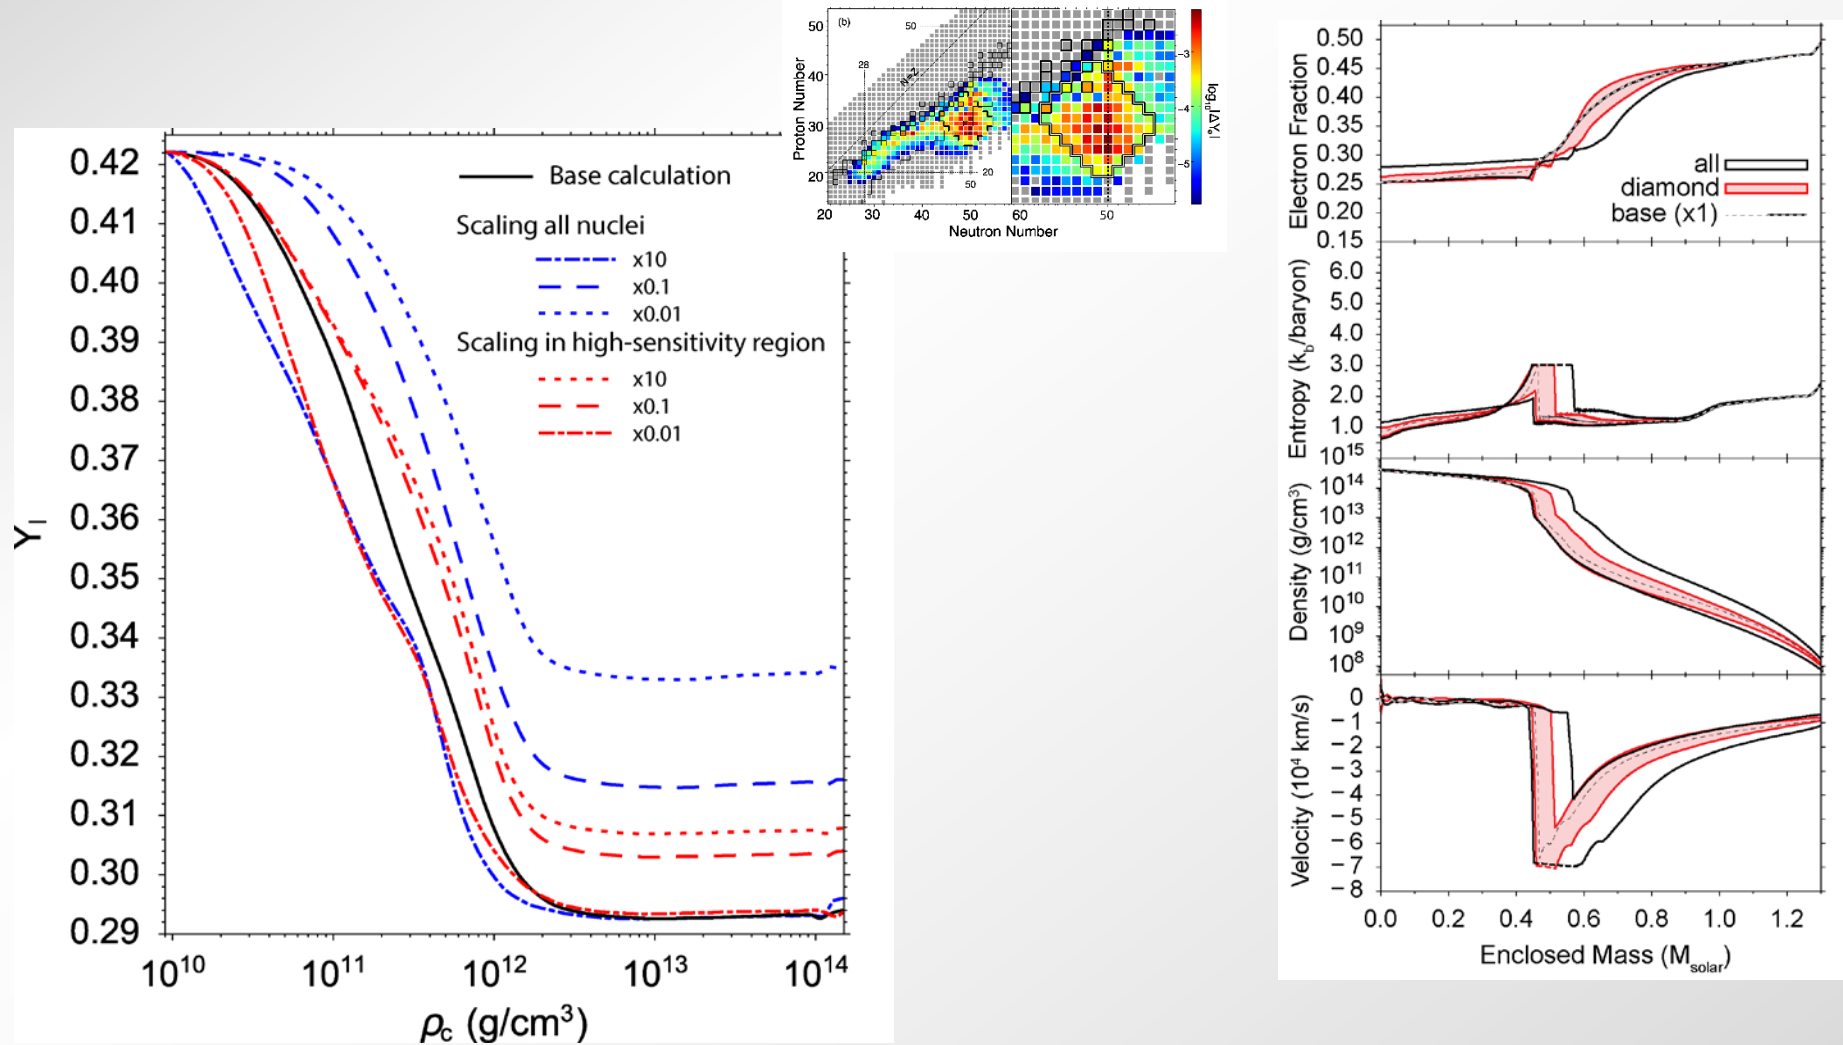 0.42
0.41
0.40
0.39
0.38
0.37
0.36
0.35
0.34
0.33
0.32
0.31
0.30
0.29
Y_l
10^10 10^11 10^12 10^13 10^14
ρ_c (g/cm^3)
Base calculation
Scaling all nuclei
x10
x0.1
x0.01
Scaling in high-sensitivity region
x10
x0.1
x0.01
(b)
Proton Number
50
40
30
20
50
28
N=Z
20
20
50
20 30 40 50 60 50
Neutron Number
log_10|ΔY_e|
-3
-4
-5
Electron Fraction
0.50
0.45
0.40
0.35
0.30
0.25
0.20
0.15
all
diamond
base (x1)
Entropy (k_b/baryon)
6.0
5.0
4.0
3.0
2.0
1.0
Density (g/cm^3)
10^15
10^14
10^13
10^12
10^11
10^10
10^9
10^8
Velocity (10^4 km/s)
0
-1
-2
-3
-4
-5
-6
-7
-8
0.0 0.2 0.4 0.6 0.8 1.0 1.2
Enclosed Mass (M_solar)